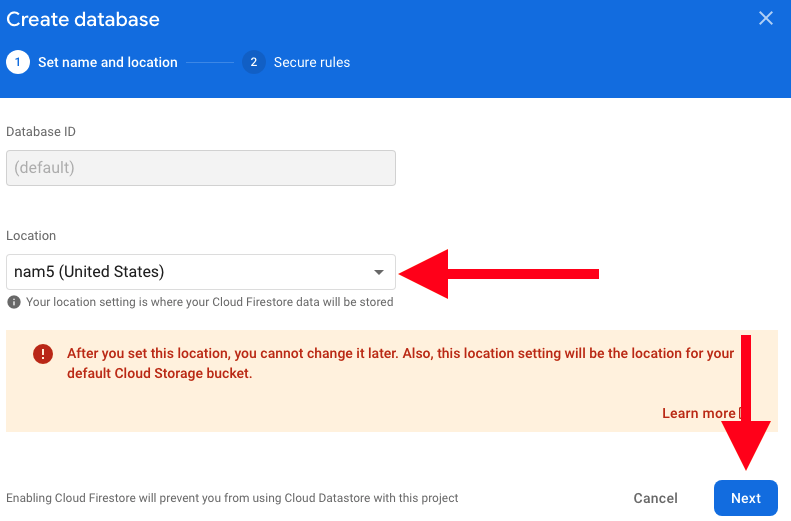 Create database
1 Set name and location
2 Secure rules
Database ID
(default)
Location
nam5 (United States)
Your location setting is where your Cloud Firestore data will be stored
After you set this location, you cannot change it later. Also, this location setting will be the location for your
default Cloud Storage bucket.
Learn more
Enabling Cloud Firestore will prevent you from using Cloud Datastore with this project
Cancel
Next